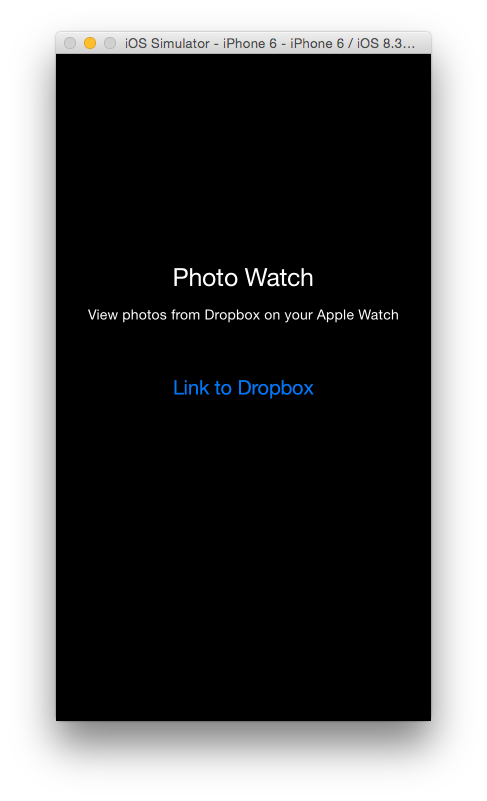 iOS Simulator - iPhone 6 - iPhone 6 / iOS 8.3...
Photo Watch
View photos from Dropbox on your Apple Watch
Link to Dropbox